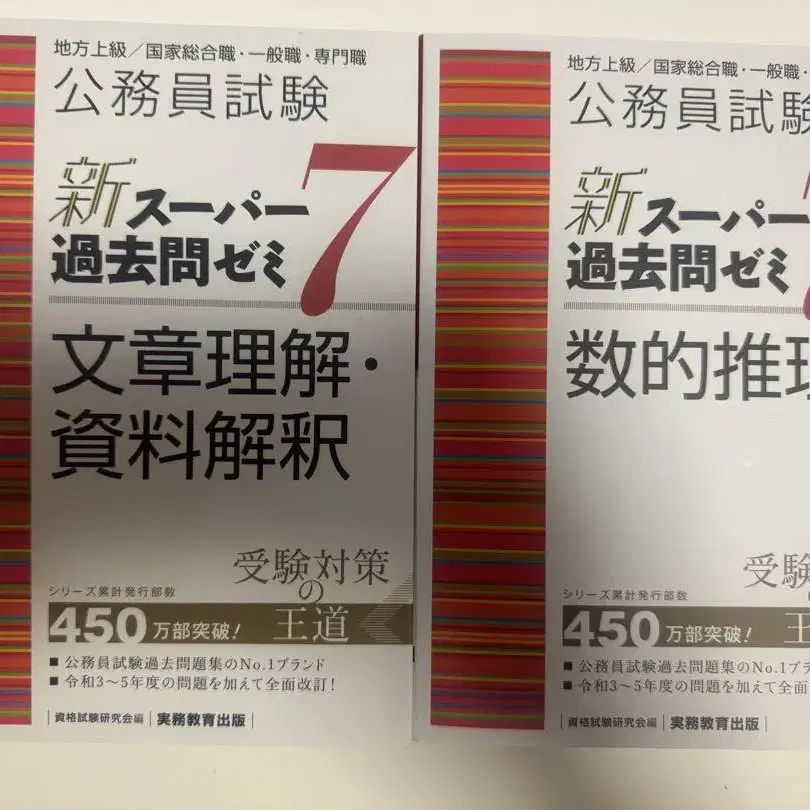 地方上級／国家総合職・一般職・専門職
公務員試験
新スーパー
過去問ゼミ
7
文章理解・
資料解釈
受験対策
の
王道
シリーズ累計発行部数
450万部突破！
■ 公務員試験過去問題集のNo.1ブランド
■ 令和3〜5年度の問題を加えて全面改訂！
資格試験研究会編｜実務教育出版
地方上級／国家総合職・一般職・
公務員試験
新スーパー
過去問ゼミ
数的推理
受験
シリーズ累計発行部数
450万部突破！
王
■ 公務員試験過去問題集のNo.1ブラ
■ 令和3〜5年度の問題を加えて全面
資格試験研究会編｜実務教育出版